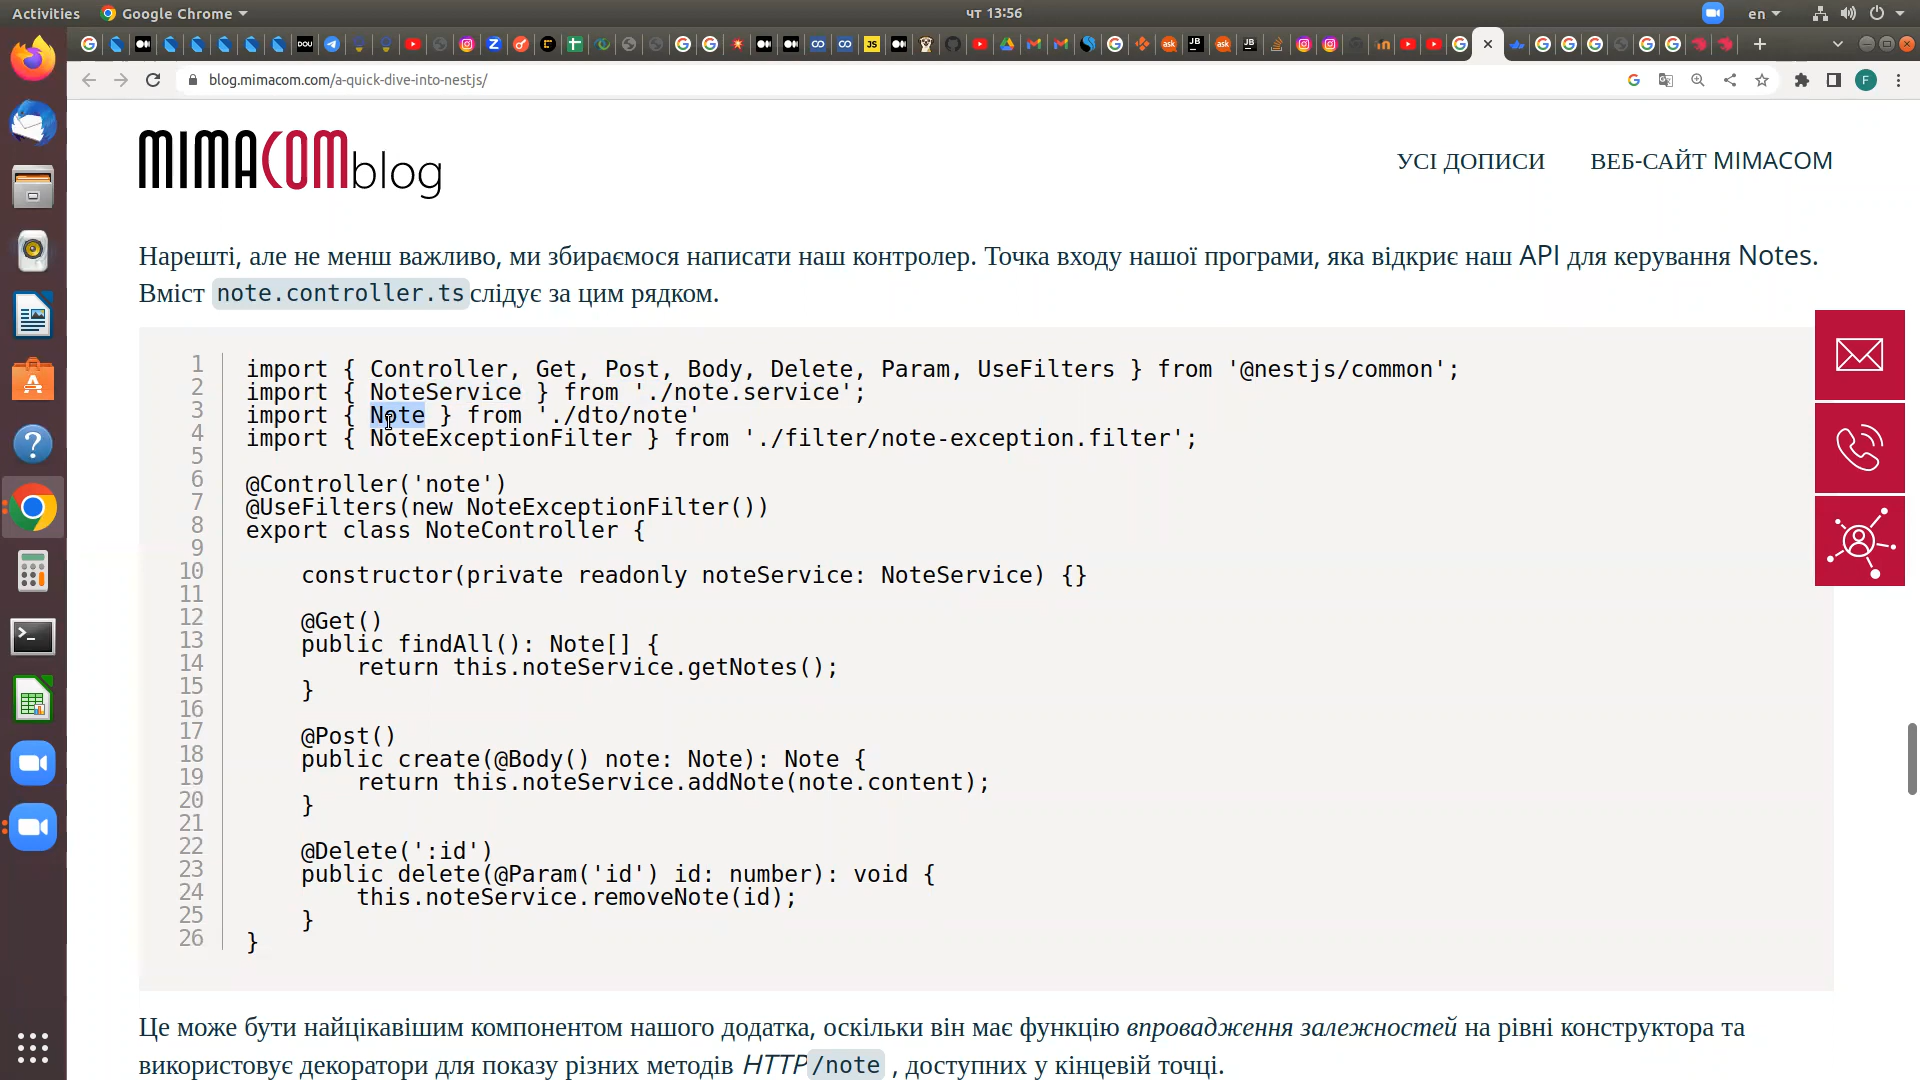 Activities Google Chrome чт 13:56 en
blog.mimacom.com/a-quick-dive-into-nestjs/
MIMACOM blog
УСІ ДОПИСИ ВЕБ-САЙТ MIMACOM
Нарешті, але не менш важливо, ми збираємося написати наш контролер. Точка входу нашої програми, яка відкриє наш API для керування Notes.
Вміст note.controller.ts слідує за цим рядком.
1 import { Controller, Get, Post, Body, Delete, Param, UseFilters } from '@nestjs/common';
2 import { NoteService } from './note.service';
3 import { Note } from './dto/note'
4 import { NoteExceptionFilter } from './filter/note-exception.filter';
5
6 @Controller('note')
7 @UseFilters(new NoteExceptionFilter())
8 export class NoteController {
9
10 constructor(private readonly noteService: NoteService) {}
11
12 @Get()
13 public findAll(): Note[] {
14 return this.noteService.getNotes();
15 }
16
17 @Post()
18 public create(@Body() note: Note): Note {
19 return this.noteService.addNote(note.content);
20 }
21
22 @Delete(':id')
23 public delete(@Param('id') id: number): void {
24 this.noteService.removeNote(id);
25 }
26 }
Це може бути найцікавішим компонентом нашого додатка, оскільки він має функцію впровадження залежностей на рівні конструктора та
використовує декоратори для показу різних методів HTTP /note , доступних у кінцевій точці.